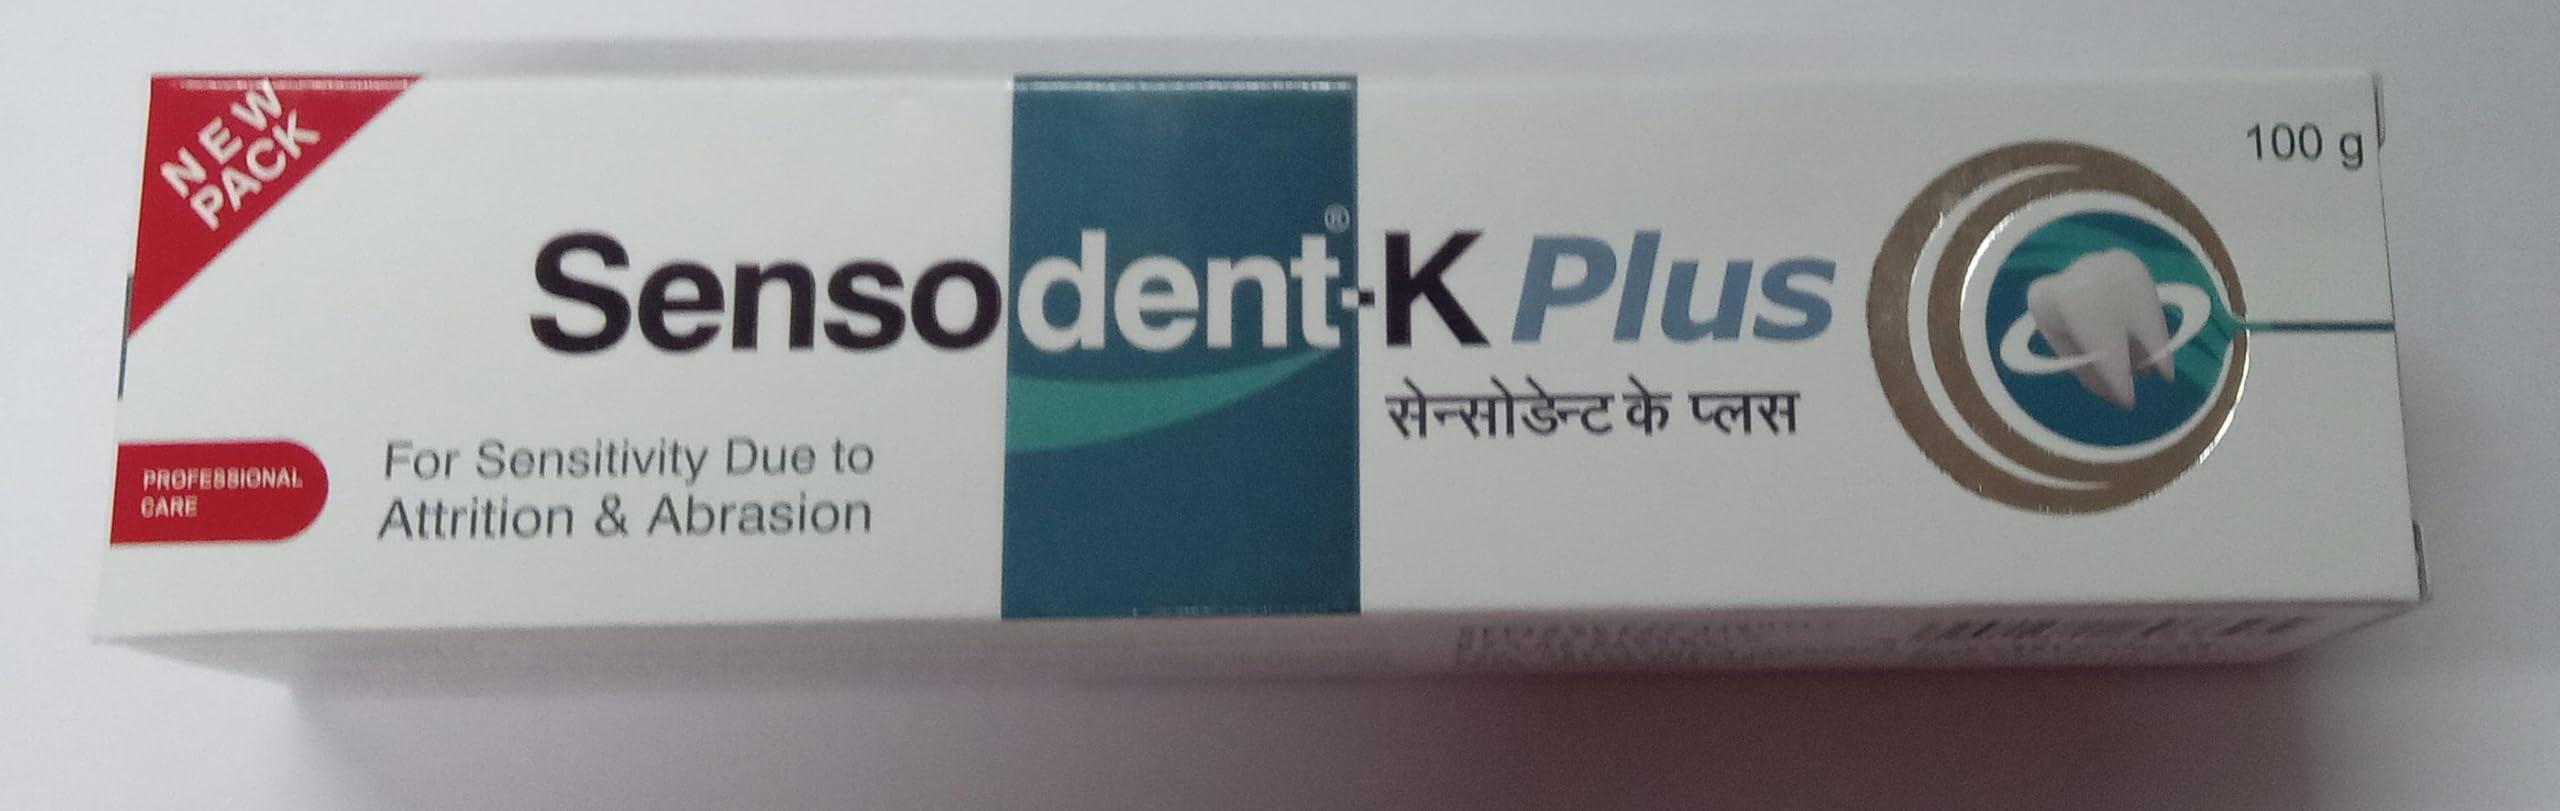 NEW
PACK
100 g
Sensodent®-K Plus
सेन्सोडेन्ट के प्लस
PROFESSIONAL
CARE
For Sensitivity Due to
Attrition & Abrasion